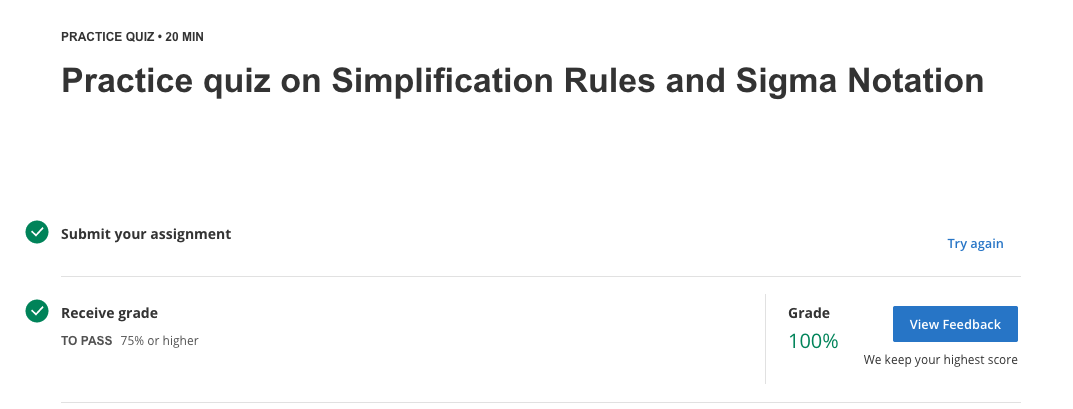 PRACTICE QUIZ • 20 MIN
Practice quiz on Simplification Rules and Sigma Notation
Submit your assignment
Try again
Receive grade
TO PASS 75% or higher
Grade
100%
View Feedback
We keep your highest score